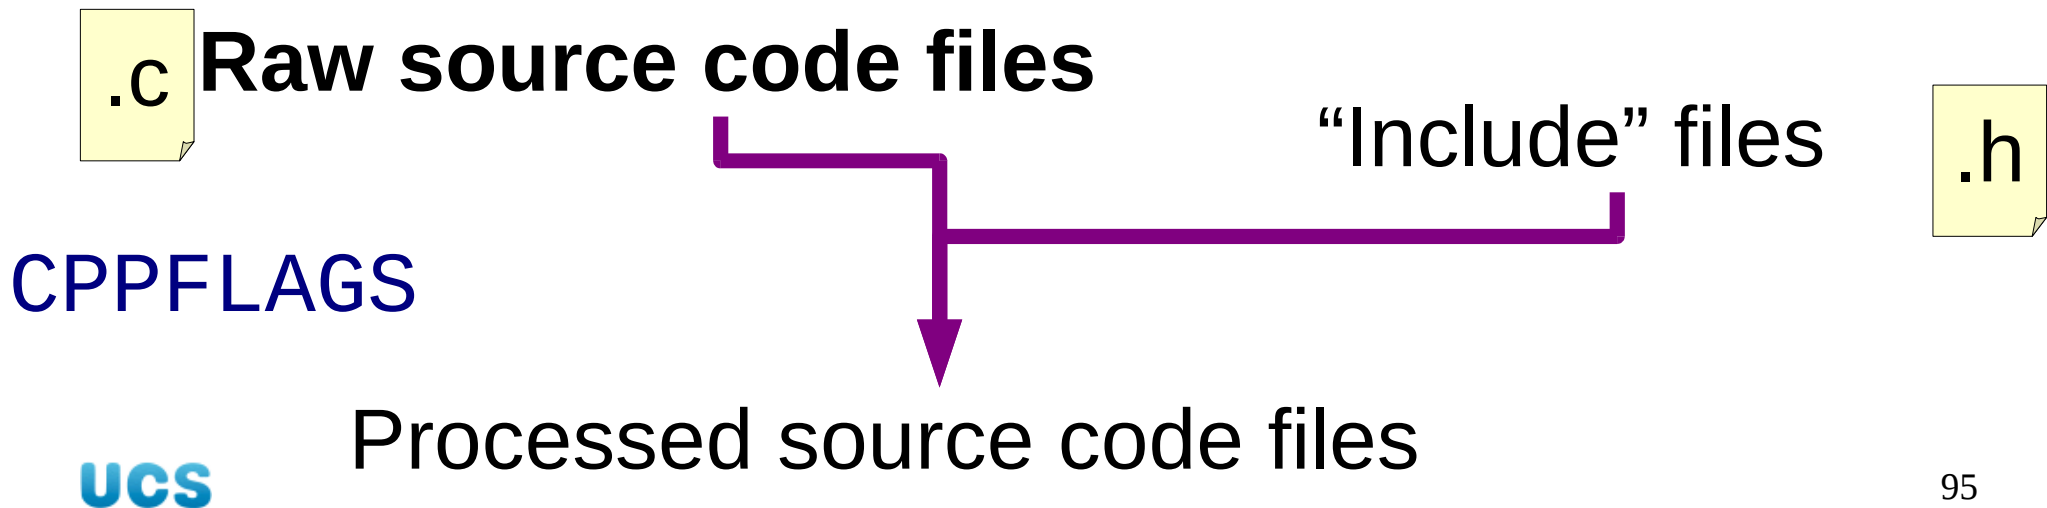 .c
Raw source code files
“Include” files
.h
CPPFLAGS
Processed source code files
UCS
95